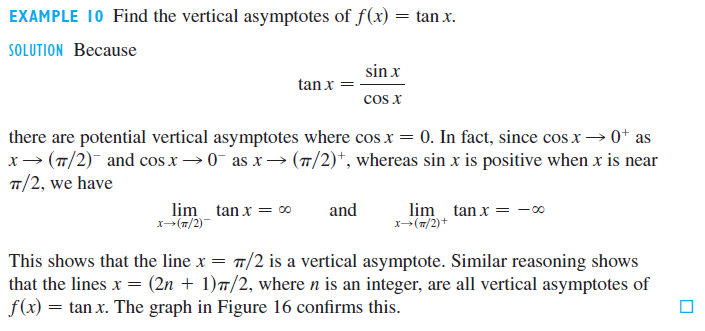 EXAMPLE 10 Find the vertical asymptotes of f(x) = tan x.
SOLUTION Because
tan x = sin x / cos x
there are potential vertical asymptotes where cos x = 0. In fact, since cos x → 0⁺ as
x → (π/2)⁻ and cos x → 0⁻ as x → (π/2)⁺, whereas sin x is positive when x is near
π/2, we have
lim x→(π/2)⁻ tan x = ∞ and lim x→(π/2)⁺ tan x = −∞
This shows that the line x = π/2 is a vertical asymptote. Similar reasoning shows
that the lines x = (2n + 1)π/2, where n is an integer, are all vertical asymptotes of
f(x) = tan x. The graph in Figure 16 confirms this.